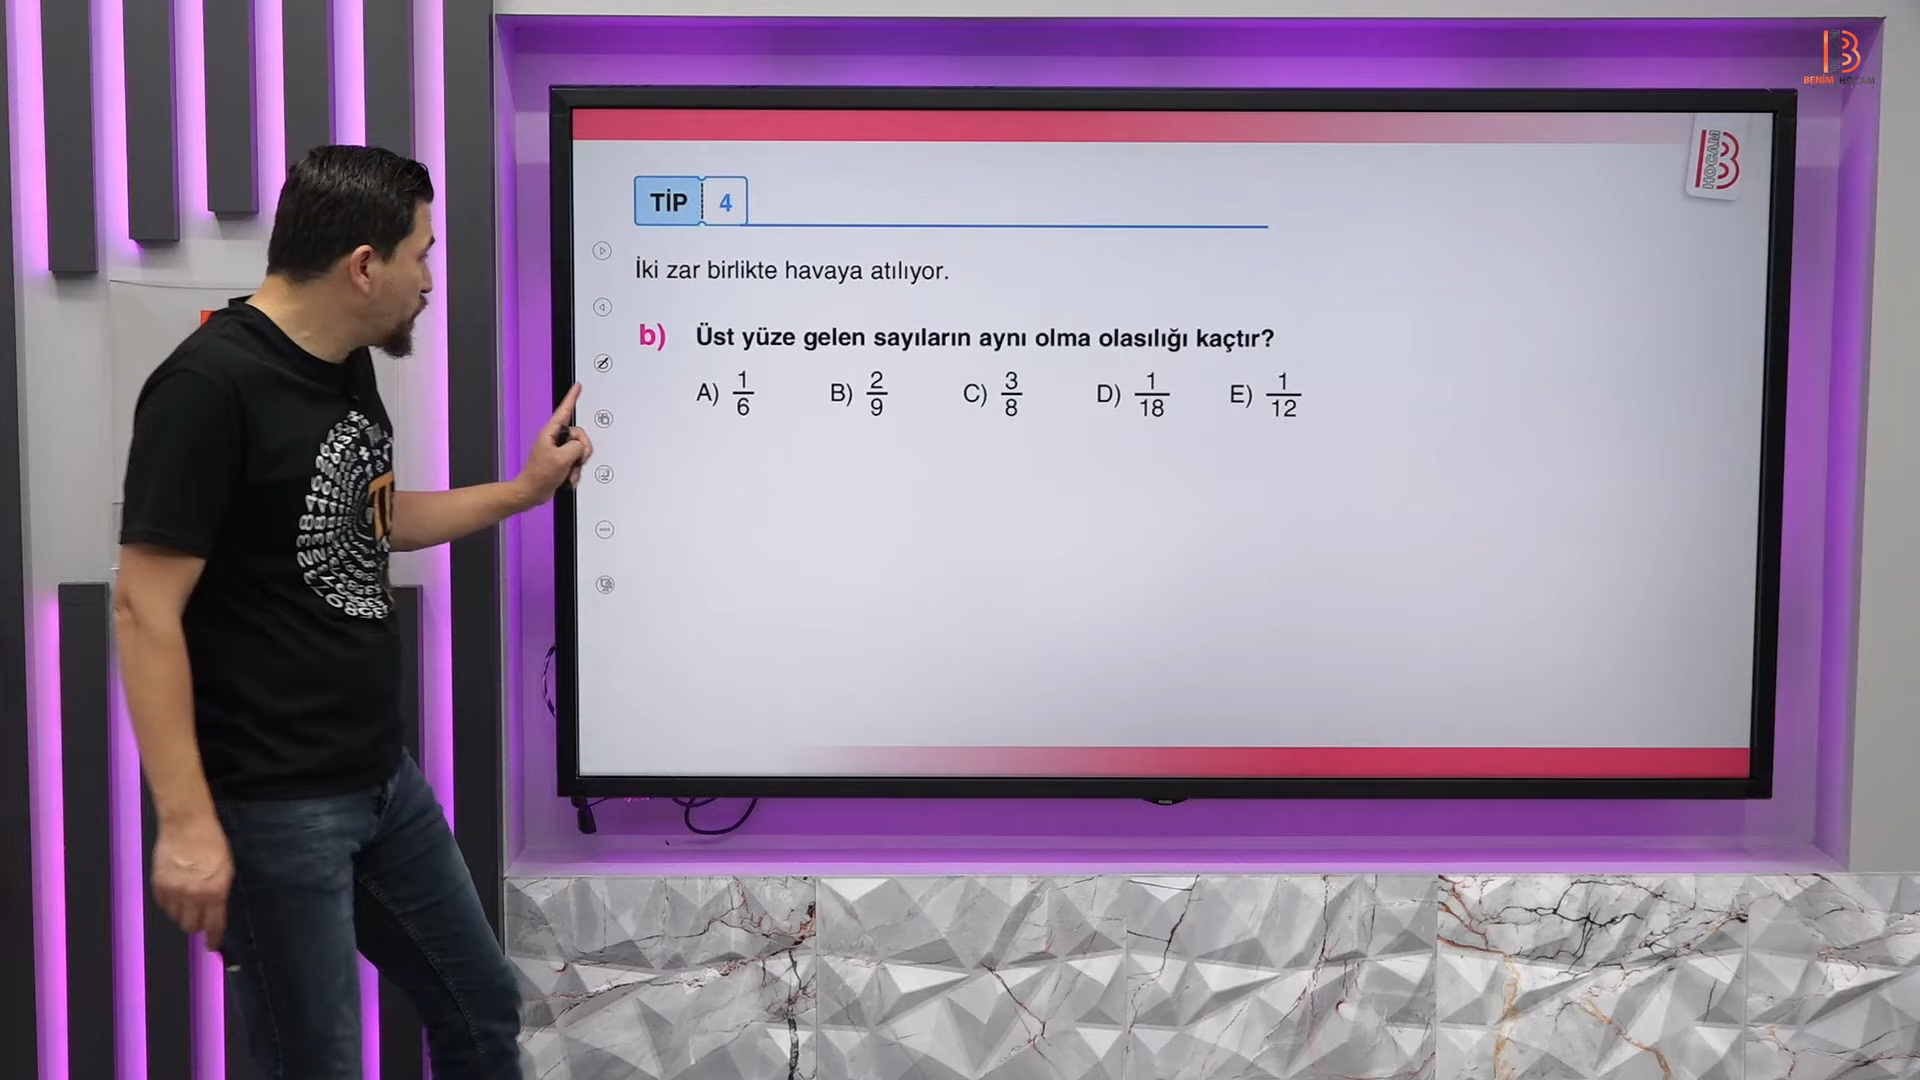 BENİM HOCAM
HOCAM
TİP 4
İki zar birlikte havaya atılıyor.
b) Üst yüze gelen sayıların aynı olma olasılığı kaçtır?
A) 1/6 B) 2/9 C) 3/8 D) 1/18 E) 1/12